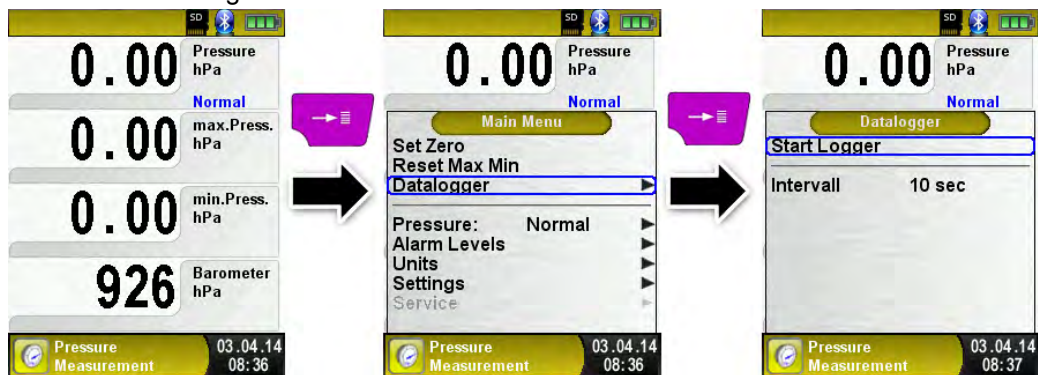 SD
0.00 Pressure
hPa
Normal
0.00 max.Press.
hPa
0.00 min.Press.
hPa
926 Barometer
hPa
Pressure 03.04.14
Measurement 08:36
SD
0.00 Pressure
hPa
Normal
Main Menu
Set Zero
Reset Max Min
Datalogger
Pressure: Normal
Alarm Levels
Units
Settings
Service
Pressure 03.04.14
Measurement 08:36
SD
0.00 Pressure
hPa
Normal
Datalogger
Start Logger
Intervall 10 sec
Pressure 03.04.14
Measurement 08:37